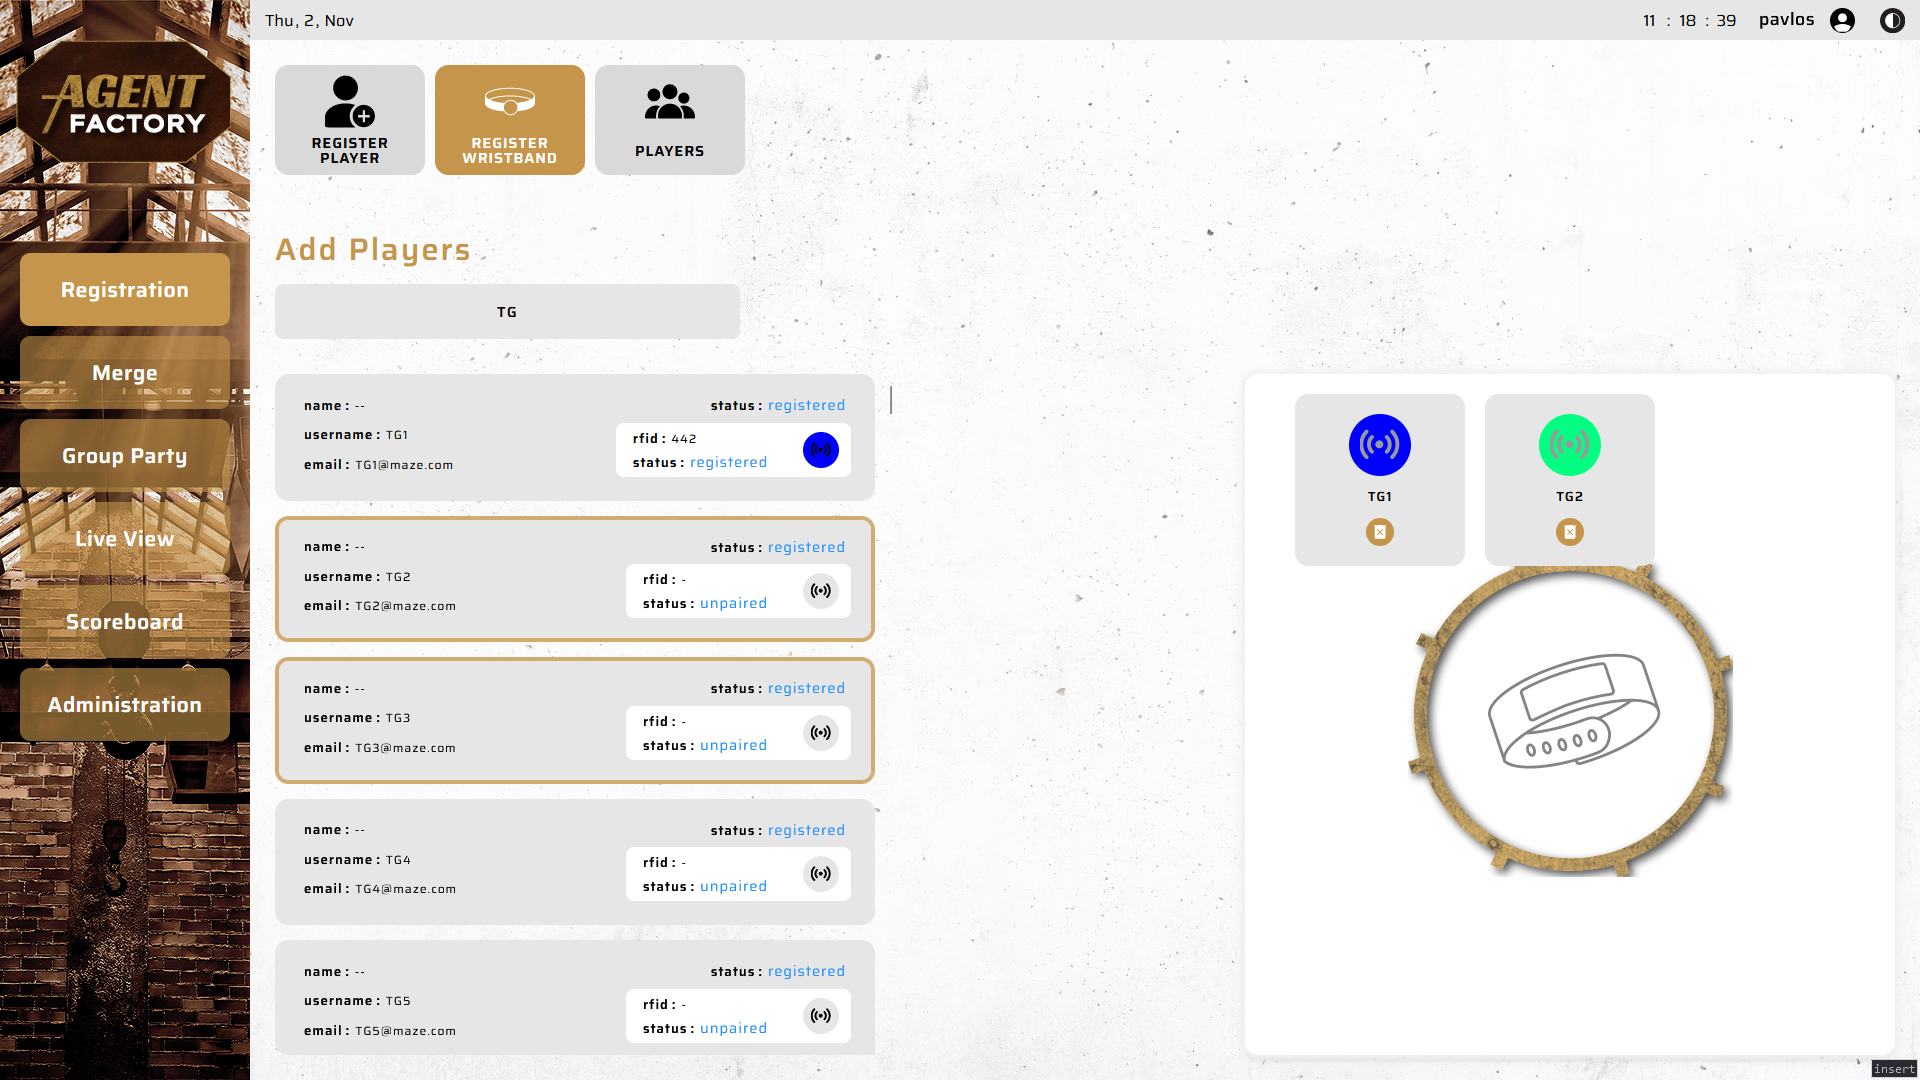 Thu, 2, Nov
11 : 18 : 39
pavlos
AGENT
FACTORY
REGISTER
PLAYER
REGISTER
WRISTBAND
PLAYERS
Registration
Merge
Group Party
Live View
Scoreboard
Administration
Add Players
TG
name : --
status : registered
username : TG1
rfid : 442
status : registered
email : TG1@maze.com
name : --
status : registered
username : TG2
rfid : -
status : unpaired
email : TG2@maze.com
name : --
status : registered
username : TG3
rfid : -
status : unpaired
email : TG3@maze.com
name : --
status : registered
username : TG4
rfid : -
status : unpaired
email : TG4@maze.com
name : --
status : registered
username : TG5
rfid : -
status : unpaired
email : TG5@maze.com
TG1
TG2
insert